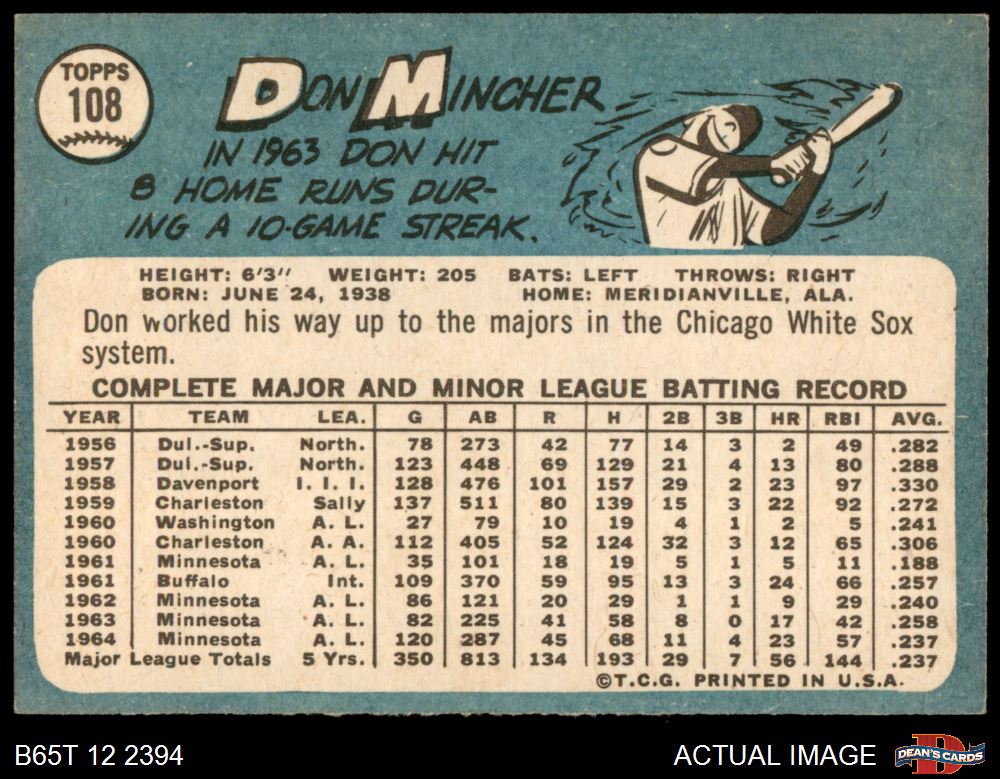 TOPPS
108
DON MINCHER
IN 1963 DON HIT
8 HOME RUNS DUR-
ING A 10-GAME STREAK.
HEIGHT: 6'3" WEIGHT: 205 BATS: LEFT THROWS: RIGHT
BORN: JUNE 24, 1938 HOME: MERIDIANVILLE, ALA.
Don worked his way up to the majors in the Chicago White Sox
system.
COMPLETE MAJOR AND MINOR LEAGUE BATTING RECORD
YEAR TEAM LEA. G AB R H 2B 3B HR RBI AVG.
1956 Dul.-Sup. North. 78 273 42 77 14 3 2 49 .282
1957 Dul.-Sup. North. 123 448 69 129 21 4 13 80 .288
1958 Davenport I. I. I. 128 476 101 157 29 2 23 97 .330
1959 Charleston Sally 137 511 80 139 15 3 22 92 .272
1960 Washington A. L. 27 79 10 19 4 1 2 5 .241
1960 Charleston A. A. 112 405 52 124 32 3 12 65 .306
1961 Minnesota A. L. 35 101 18 19 5 1 5 11 .188
1961 Buffalo Int. 109 370 59 95 13 3 24 66 .257
1962 Minnesota A. L. 86 121 20 29 1 1 9 29 .240
1963 Minnesota A. L. 82 225 41 58 8 0 17 42 .258
1964 Minnesota A. L. 120 287 45 68 11 4 23 57 .237
Major League Totals 5 Yrs. 350 813 134 193 29 7 56 144 .237
©T.C.G. PRINTED IN U.S.A.
B65T 12 2394
ACTUAL IMAGE
DEAN'S CARDS